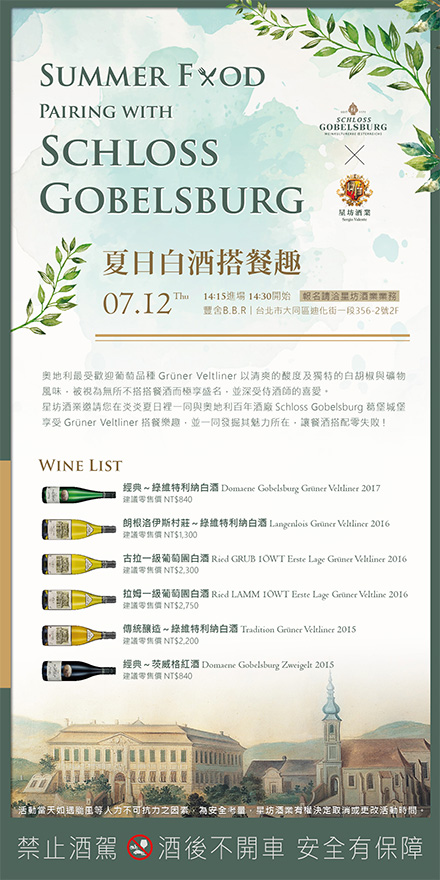 SUMMER FOOD
PAIRING WITH
SCHLOSS
GOBELSBURG
SCHLOSS
GOBELSBURG
星坊酒業
Sergio Valente
夏日白酒搭餐趣
07.12 Thu
14:15進場 14:30開始 報名請洽星坊酒業業務
豐舍B.B.R | 台北市大同區迪化街一段356-2號2F
奧地利最受歡迎葡萄品種 Grüner Veltliner 以清爽的酸度及獨特的白胡椒與礦物
風味，被視為無所不搭搭餐酒而極享盛名，並深受侍酒師的喜愛。
星坊酒業邀請您在炎炎夏日裡一同與奧地利百年酒廠 Schloss Gobelsburg 葛堡城堡
享受 Grüner Veltliner 搭餐樂趣，並一同發掘其魅力所在，讓餐酒搭配零失敗！
WINE LIST
經典～綠維特利納白酒 Domaene Gobelsburg Grüner Veltliner 2017
建議零售價 NT$840
朗根洛伊斯村莊～綠維特利納白酒 Langenlois Grüner Veltliner 2016
建議零售價 NT$1,300
古拉一級葡萄園白酒 Ried GRUB 1ÖWT Erste Lage Grüner Veltliner 2016
建議零售價 NT$2,300
拉姆一級葡萄園白酒 Ried LAMM 1ÖWT Erste Lage Grüner Veltline 2016
建議零售價 NT$2,750
傳統釀造～綠維特利納白酒 Tradition Grüner Veltliner 2015
建議零售價 NT$2,200
經典～茨威格紅酒 Domaene Gobelsburg Zweigelt 2015
建議零售價 NT$840
活動當天如遇颱風等人力不可抗力之因素，為安全考量，星坊酒業有權決定取消或更改活動時間。
禁止酒駕 酒後不開車 安全有保障